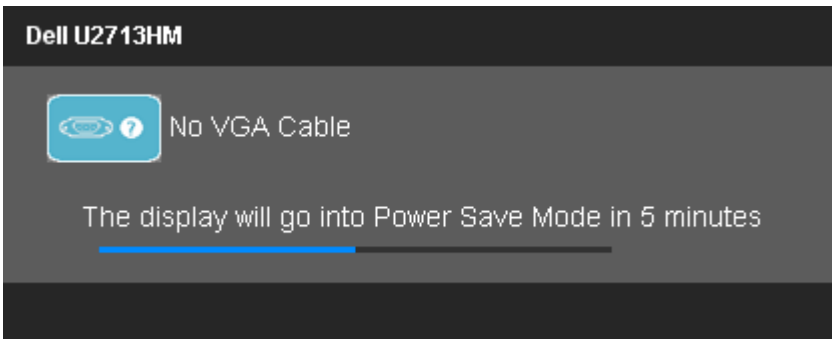 Dell U2713HM
? No VGA Cable
The display will go into Power Save Mode in 5 minutes